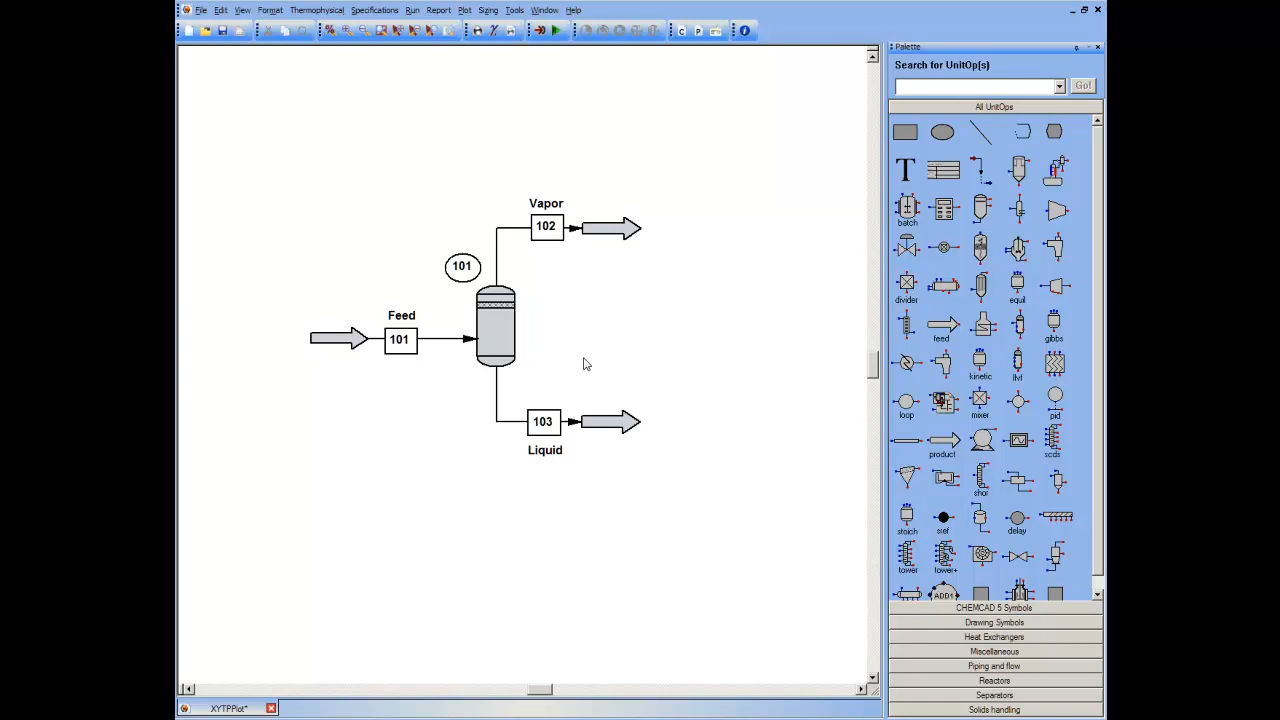 File Edit View Format Thermophysical Specifications Run Report Plot Sizing Tools Window Help
C P
Palette
Search for UnitOp(s)
Go!
All UnitOps
T
batch
divider
equil
feed
gibbs
kinetic
llvf
loop
mixer
pid
product
scds
shor
stoich
sref
delay
tower
tower+
ADD1
CHEMCAD 5 Symbols
Drawing Symbols
Heat Exchangers
Miscellaneous
Piping and flow
Reactors
Separators
Solids handling
Vapor
102
101
Feed
101
103
Liquid
XYTPPlot*